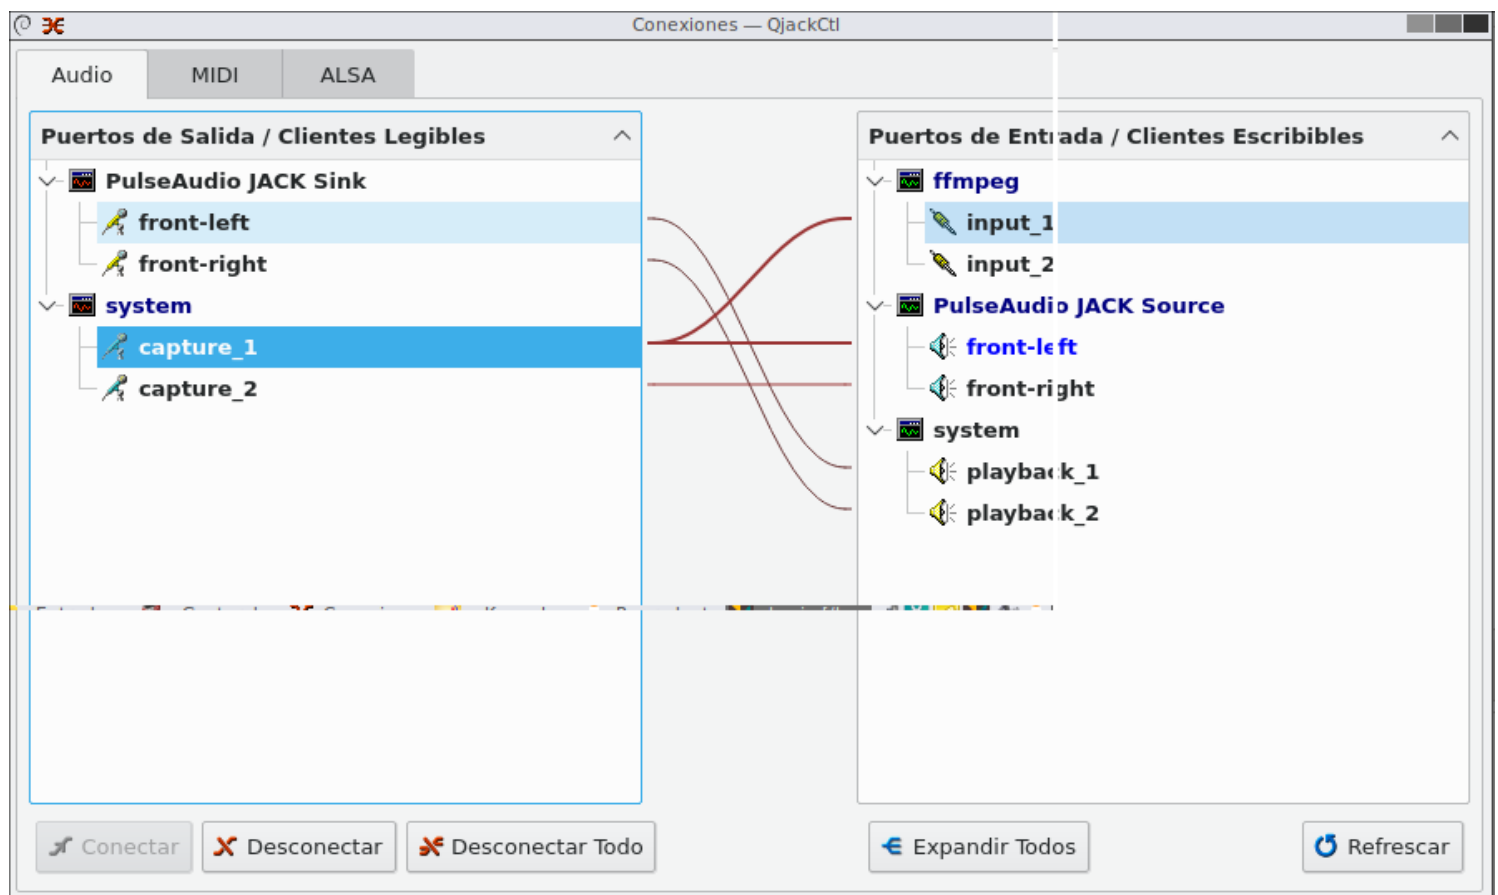 Conexiones — QjackCtl
Audio
MIDI
ALSA
Puertos de Salida / Clientes Legibles
PulseAudio JACK Sink
front-left
front-right
system
capture_1
capture_2
Puertos de Entrada / Clientes Escribibles
ffmpeg
input_1
input_2
PulseAudio JACK Source
front-left
front-right
system
playback_1
playback_2
Conectar
Desconectar
Desconectar Todo
Expandir Todos
Refrescar